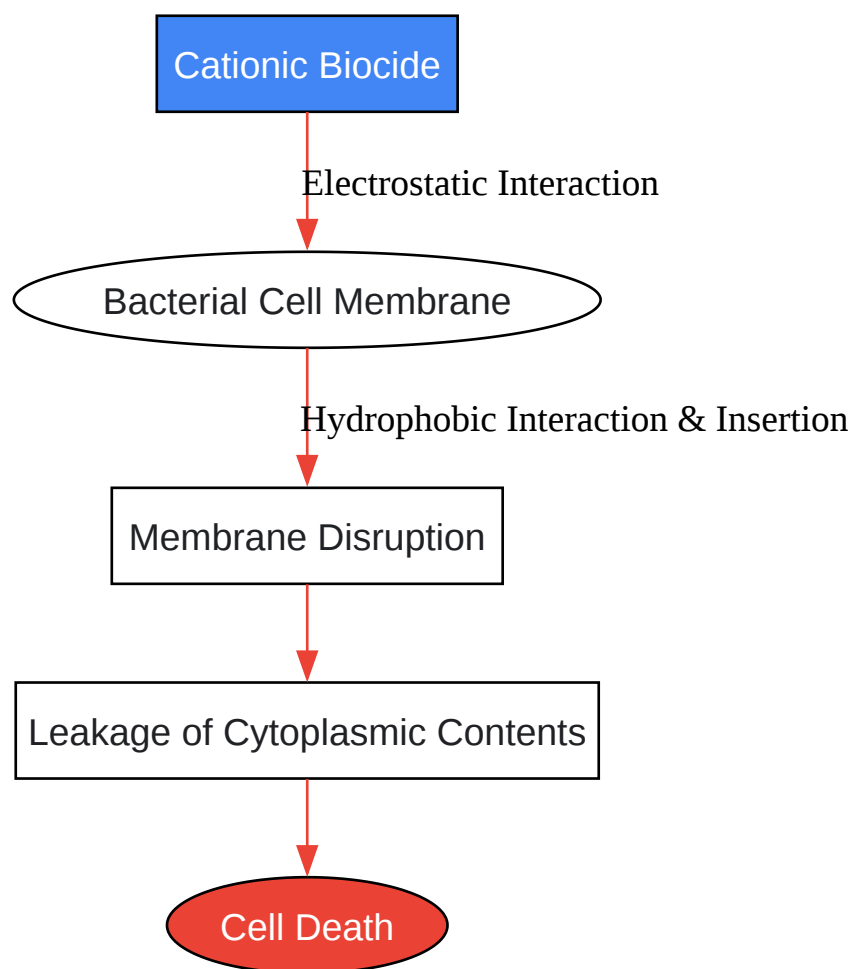 Cationic Biocide
Electrostatic Interaction
Bacterial Cell Membrane
Hydrophobic Interaction & Insertion
Membrane Disruption
Leakage of Cytoplasmic Contents
Cell Death